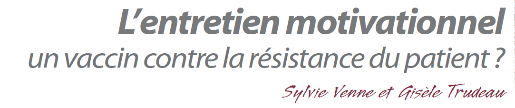 L'entretien motivationnel
un vaccin contre la résistance du patient ?
Sylvie Venne et Gisèle Trudeau